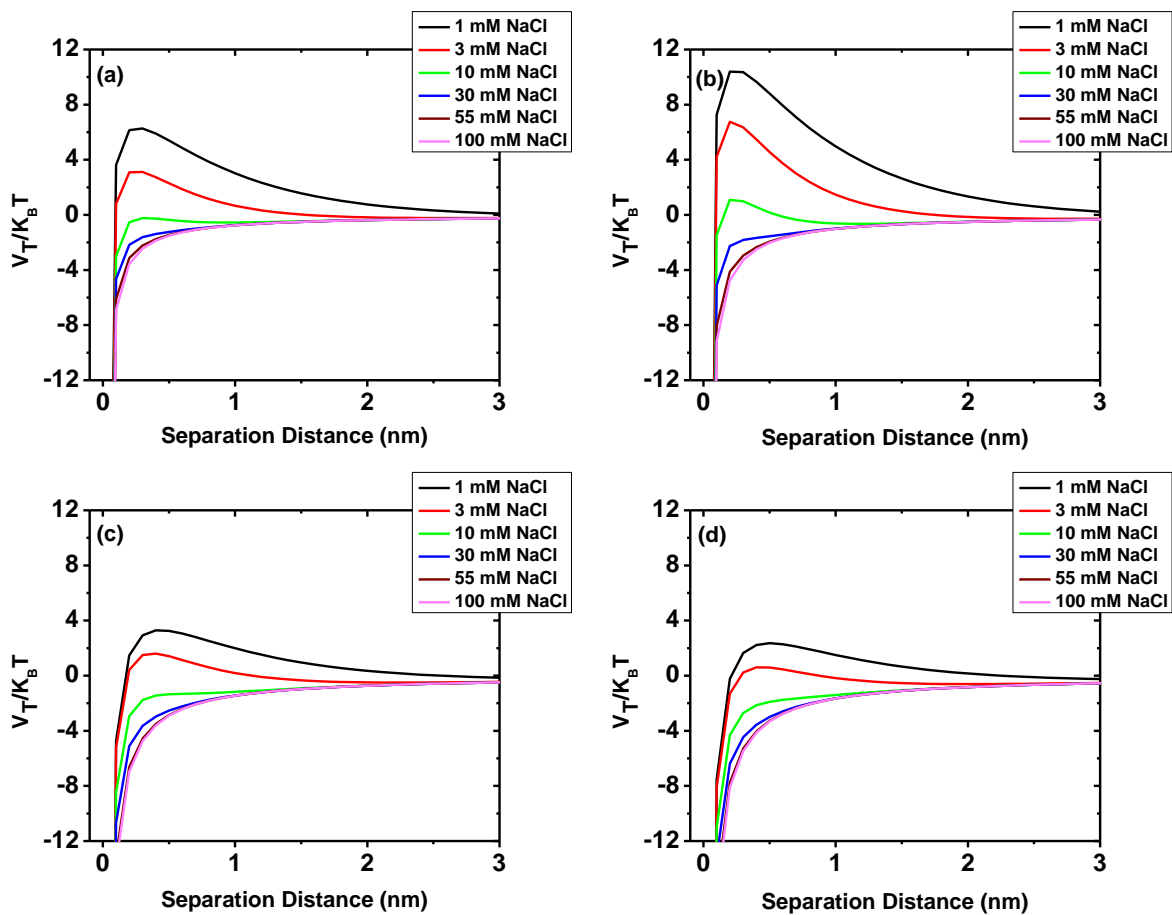 1 mM NaCl
3 mM NaCl
10 mM NaCl
30 mM NaCl
55 mM NaCl
100 mM NaCl
(a)
12
8
4
0
-4
-8
-12
V_T/K_BT
0 1 2 3
Separation Distance (nm)
1 mM NaCl
3 mM NaCl
10 mM NaCl
30 mM NaCl
55 mM NaCl
100 mM NaCl
(b)
12
8
4
0
-4
-8
-12
V_T/K_BT
0 1 2 3
Separation Distance (nm)
1 mM NaCl
3 mM NaCl
10 mM NaCl
30 mM NaCl
55 mM NaCl
100 mM NaCl
(c)
12
8
4
0
-4
-8
-12
V_T/K_BT
0 1 2 3
Separation Distance (nm)
1 mM NaCl
3 mM NaCl
10 mM NaCl
30 mM NaCl
55 mM NaCl
100 mM NaCl
(d)
12
8
4
0
-4
-8
-12
V_T/K_BT
0 1 2 3
Separation Distance (nm)